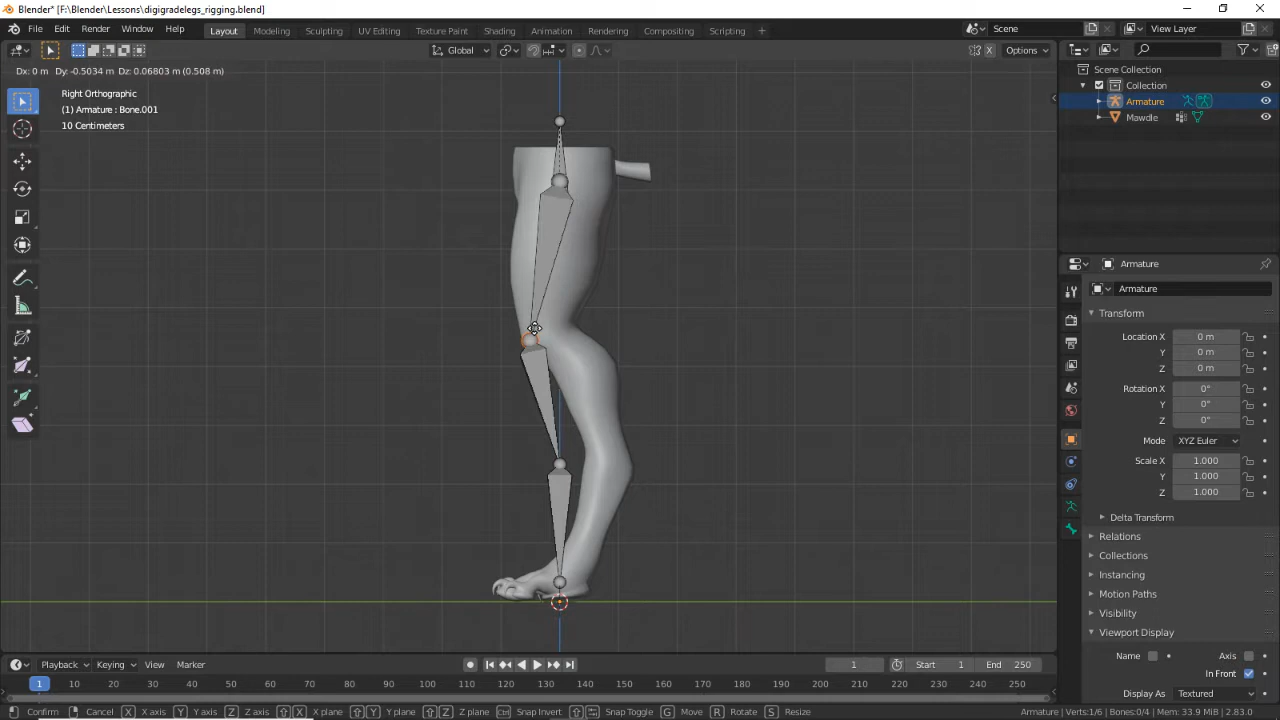 Blender* [F:\Blender\Lessons\digigradelegs_rigging.blend]
File Edit Render Window Help Layout Modeling Sculpting UV Editing Texture Paint Shading Animation Rendering Compositing Scripting + Scene View Layer
Global Options
Dx: 0 m Dy: -0.5034 m Dz: 0.06803 m (0.508 m)
Right Orthographic
(1) Armature : Bone.001
10 Centimeters
Scene Collection
Collection
Armature
Mawdle
Armature
Armature
Transform
Location X 0 m
Y 0 m
Z 0 m
Rotation X 0°
Y 0°
Z 0°
Mode XYZ Euler
Scale X 1.000
Y 1.000
Z 1.000
Delta Transform
Relations
Collections
Instancing
Motion Paths
Visibility
Viewport Display
Name Axis
In Front
Display As Textured
Playback Keying View Marker 1 Start 1 End 250
1 10 20 30 40 50 60 70 80 90 100 110 120 130 140 150 160 170 180 190 200 210 220 230 240 250
Confirm Cancel X X axis Y Y axis Z Z axis X X plane Y Y plane Z Z plane Ctrl Snap Invert Snap Toggle G Move R Rotate S Resize Armature | Verts:1/6 | Bones:0/4 | Mem: 33.9 MiB | 2.83.0